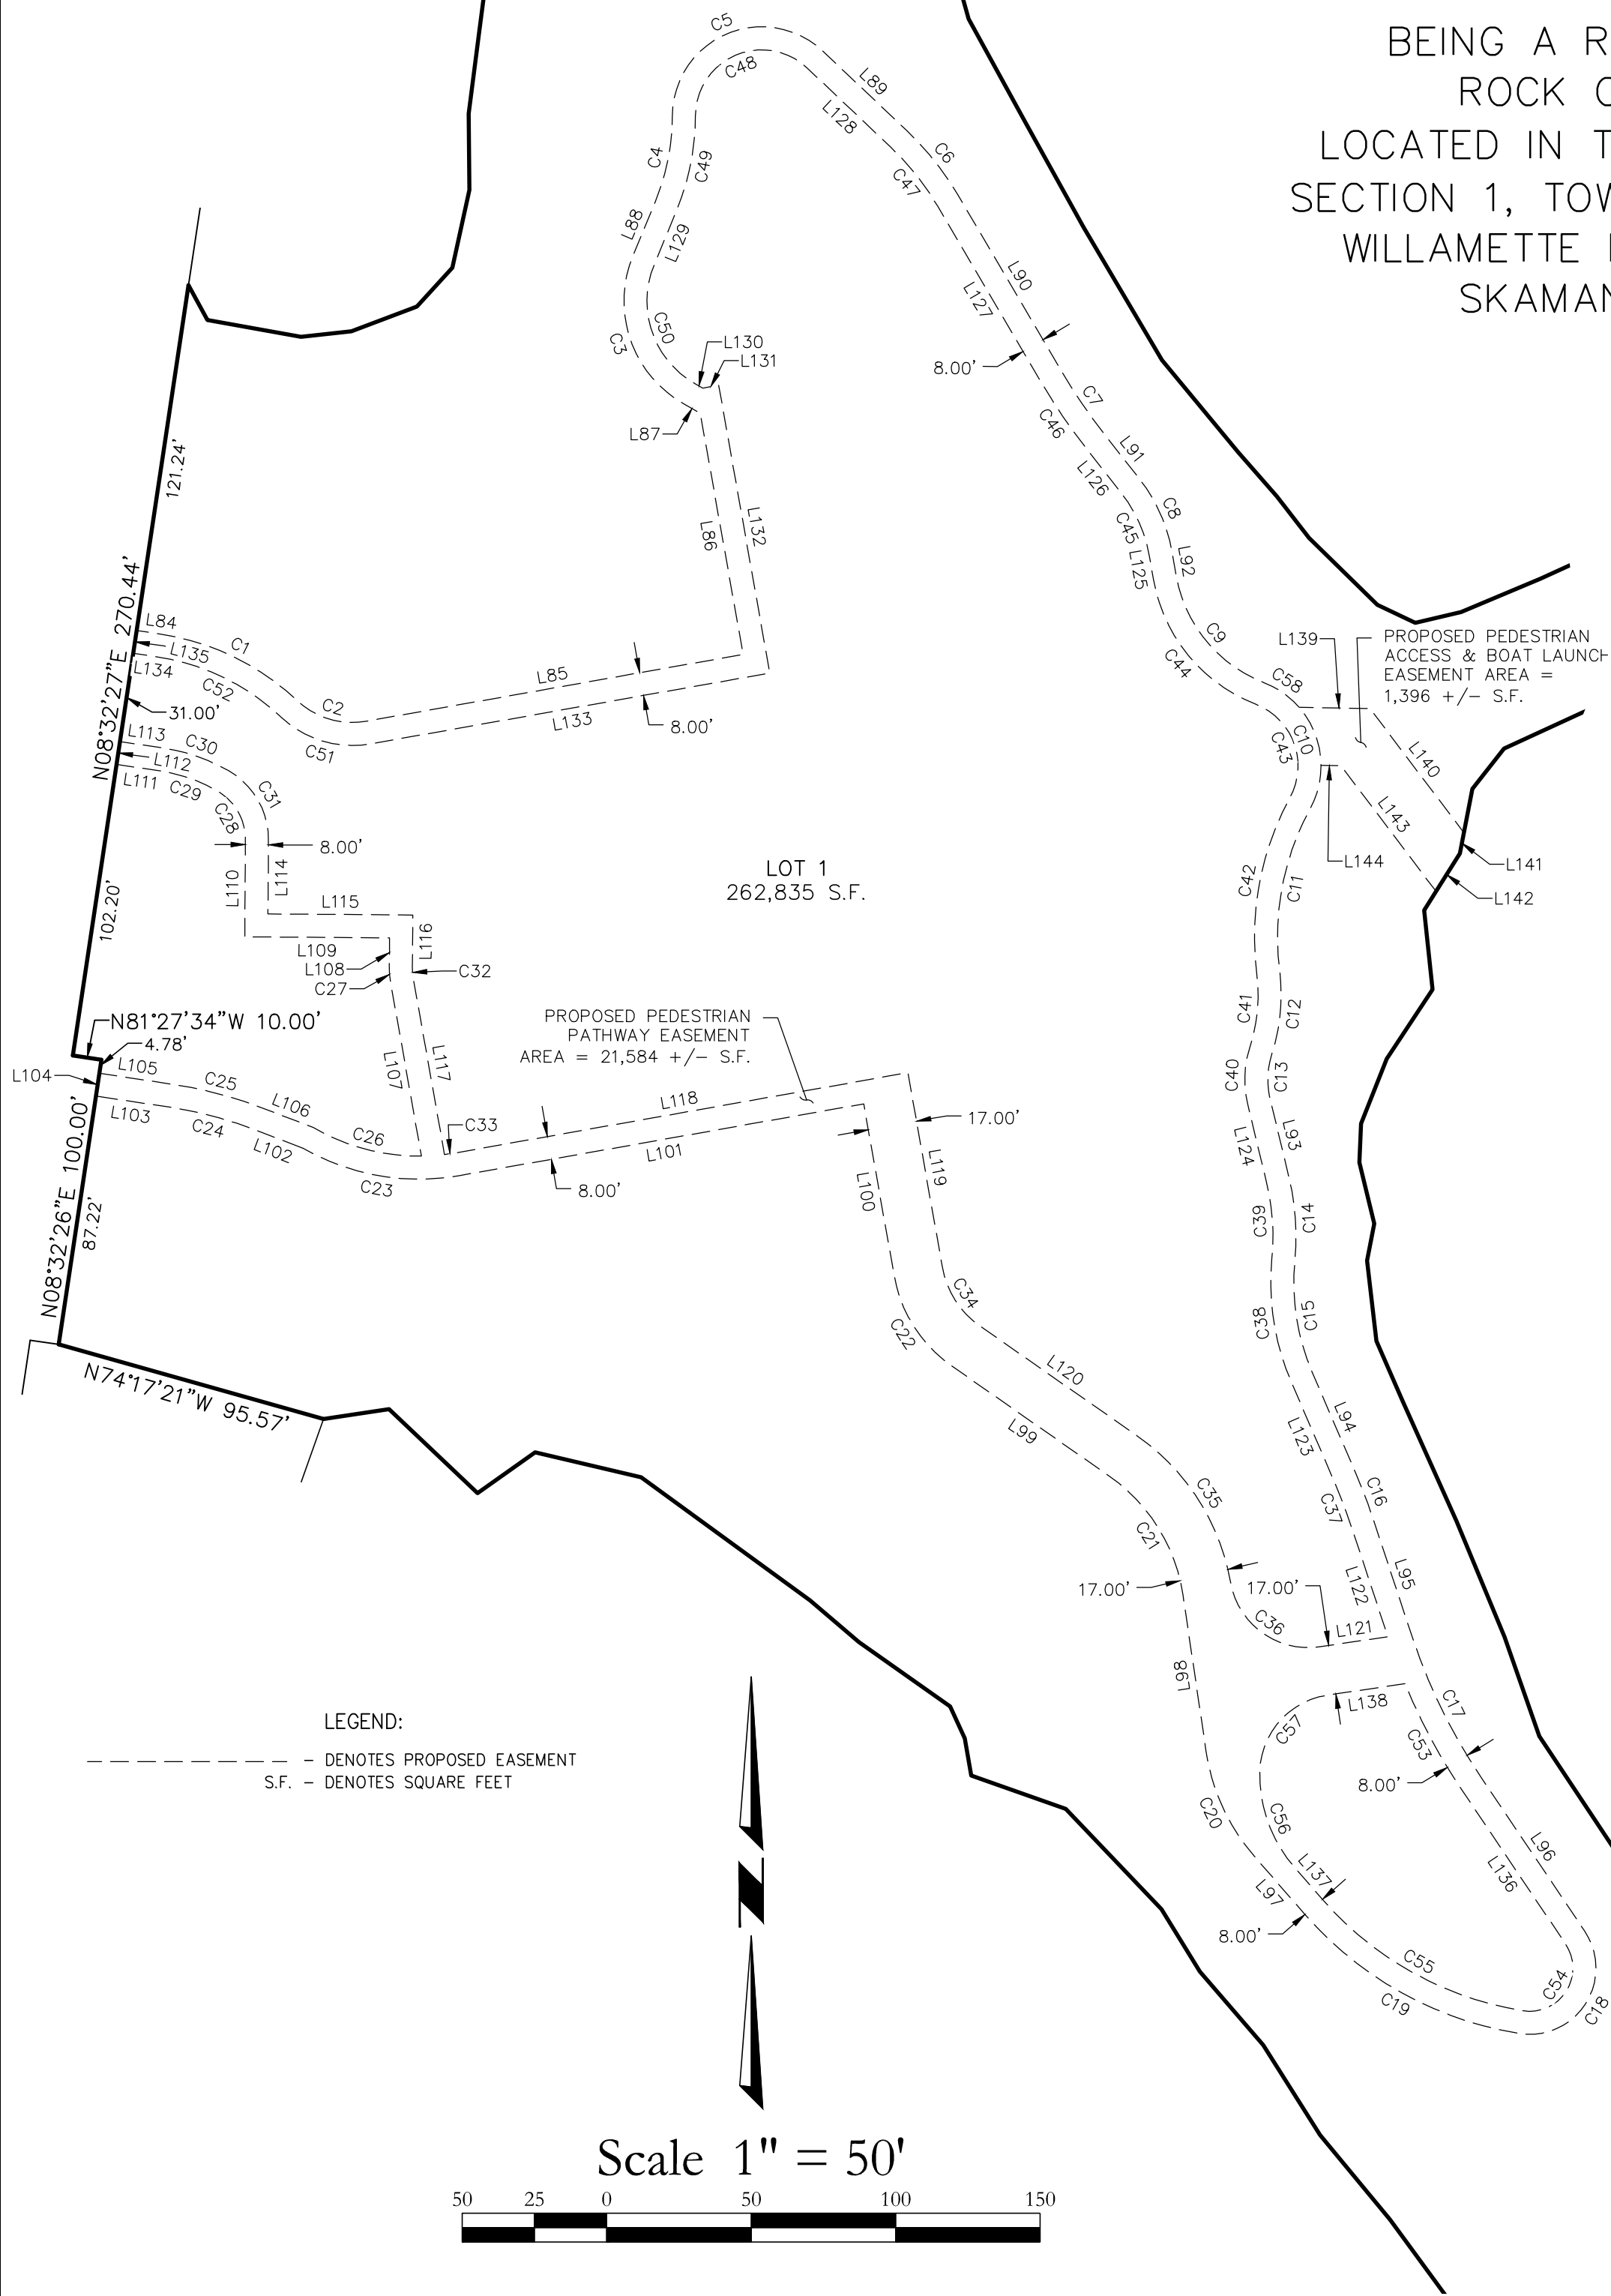 BEING A R
ROCK C
LOCATED IN T
SECTION 1, TOW
WILLAMETTE
SKAMAN
C5
C48
L89
L128
C6
C47
C4
C49
L88
L129
L90
L127
C3
C50
L130
L131
L87
8.00'
C7
C46
L91
L126
C8
C45
L92
L125
L86
L132
121.24'
N08°32'27"E 270.44'
L84
C1
L135
L134
C52
C2
C51
L85
L133
8.00'
31.00'
C9
C44
C58
L139
PROPOSED PEDESTRIAN
ACCESS & BOAT LAUNCH
EASEMENT AREA =
1,396 +/- S.F.
C10
C43
L140
L143
L141
L142
L144
L113
C30
L112
L111
C29
C28
C31
8.00'
L110
L114
L115
L109
L116
L108
C27
C32
LOT 1
262,835 S.F.
C42
C11
102.20'
N81°27'34"W 10.00'
4.78'
L104
L105
C25
L103
C24
L106
L102
C26
C23
L107
L117
C33
PROPOSED PEDESTRIAN
PATHWAY EASEMENT
AREA = 21,584 +/- S.F.
L118
L101
8.00'
17.00'
L119
L100
C41
C12
C40
C13
L93
L124
C39
C14
C38
C15
N08°32'26"E 100.00'
87.22'
N74°17'21"W 95.57'
C34
C22
L120
L99
L94
L123
C35
C21
C16
C37
17.00'
17.00'
L95
L122
C36
L121
L98
L138
C57
C17
C53
8.00'
C20
C56
L137
L97
8.00'
L96
L136
C55
C19
C54
C18
LEGEND:
– DENOTES PROPOSED EASEMENT
S.F. – DENOTES SQUARE FEET
N
Scale 1" = 50'
50 25 0 50 100 150